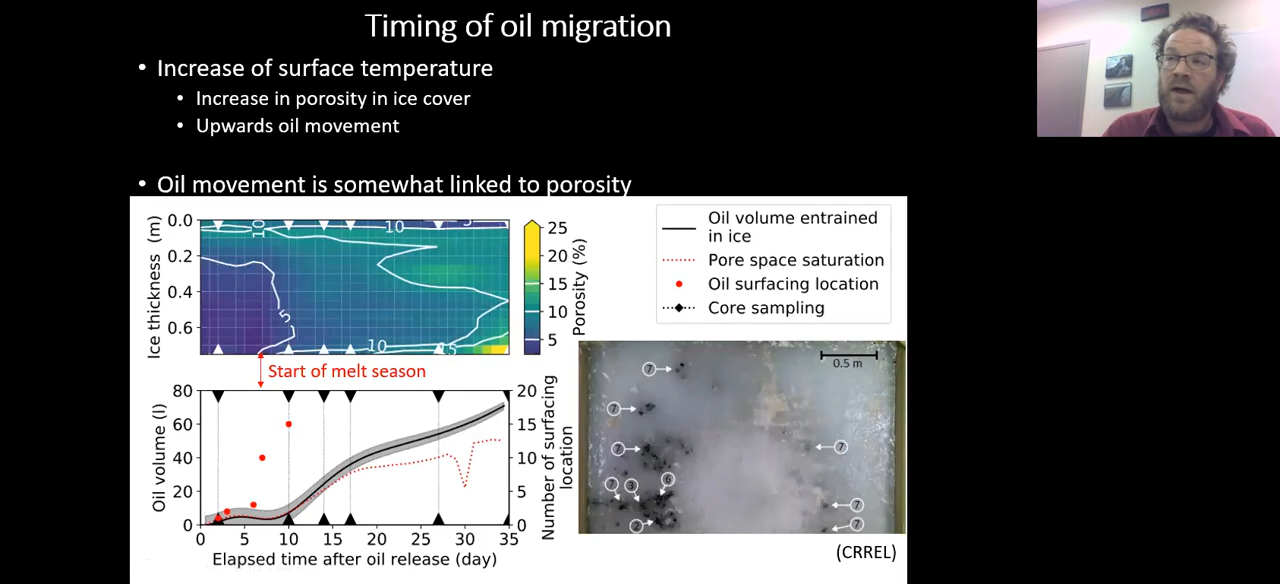 Timing of oil migration
• Increase of surface temperature
• Increase in porosity in ice cover
• Upwards oil movement
• Oil movement is somewhat linked to porosity
Ice thickness (m)
0.0
0.2
0.4
0.6
10
10
5
5
10
15
25
20
15
10
5
Porosity (%)
Oil volume entrained
in ice
Pore space saturation
Oil surfacing location
Core sampling
Start of melt season
Oil volume (l)
80
60
40
20
0
20
15
10
5
0
Number of surfacing
location
0 5 10 15 20 25 30 35
Elapsed time after oil release (day)
0.5 m
7
7
7
7
7
3
6
2
7
7
(CRREL)